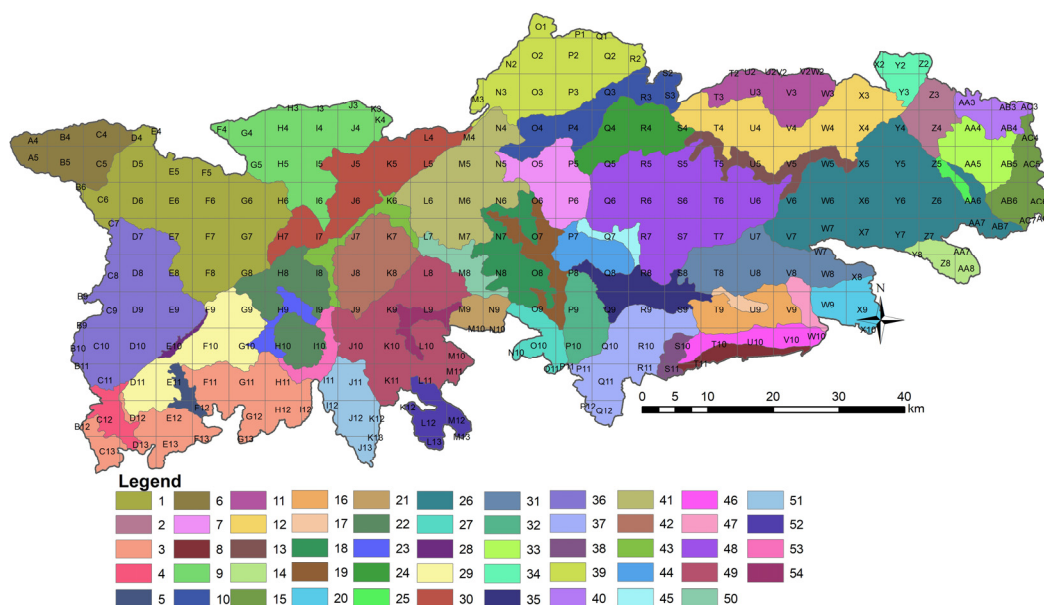 O1 P1 Q1
N2 O2 P2 Q2 R2 S2 T2 U2 U2V2 V2W2 X2 Y2 Z2
H3 I3 J3 K3 M3 N3 O3 P3 Q3 R3 S3 T3 U3 V3 W3 X3 Y3 Z3 AA3 AB3 AC3
A4 B4 C4 D4 E4 F4 G4 H4 I4 J4 K4 L4 M4 N4 O4 P4 Q4 R4 S4 T4 U4 V4 W4 X4 Y4 Z4 AA4 AB4 AC4
A5 B5 C5 D5 E5 F5 G5 H5 I5 J5 K5 L5 M5 N5 O5 P5 Q5 R5 S5 T5 U5 V5 W5 X5 Y5 Z5 AA5 AB5 AC5
B6 C6 D6 E6 F6 G6 H6 I6 J6 K6 L6 M6 N6 O6 P6 Q6 R6 S6 T6 U6 V6 W6 X6 Y6 Z6 AA6 AB6
C7 D7 E7 F7 G7 H7 I7 J7 K7 L7 M7 N7 O7 P7 Q7 R7 S7 T7 U7 V7 W7 X7 Y7 Z7 AA7 AB7 AC7
C8 D8 E8 F8 G8 H8 I8 J8 K8 L8 M8 N8 O8 P8 Q8 R8 S8 T8 U8 V8 W7 W8 X8 Y8 Z8 AA7 AA8
B9 C9 D9 E9 F9 G9 H9 I9 J9 K9 L9 M9 N9 O9 P9 Q9 R9 S9 T9 U9 V9 W9 X9 N
B9 B10 C10 D10 E10 F10 G10 H10 I10 J10 K10 L10 M10 M10 N10 N10 O10 P10 Q10 R10 S10 T10 U10 V10 W10 X10
B11 C11 D11 E11 F11 G11 H11 I11 J11 K11 L11 M11 O11 P11 P11 Q11 R11 S11 T11
B12 C12 D12 E12 F12 G12 H12 I12 I12 J12 K12 K12 L12 M12 P12 Q12
C13 D13 E13 F13 G13 J13 K13 L13 M13
0 10 20 30 40
km
Legend
1 6 11 16 21 26 31 36 41 46 51
2 7 12 17 22 27 32 37 42 47 52
3 8 13 18 23 28 33 38 43 48 53
4 9 14 19 24 29 34 39 44 49 54
5 10 15 20 25 30 35 40 45 50